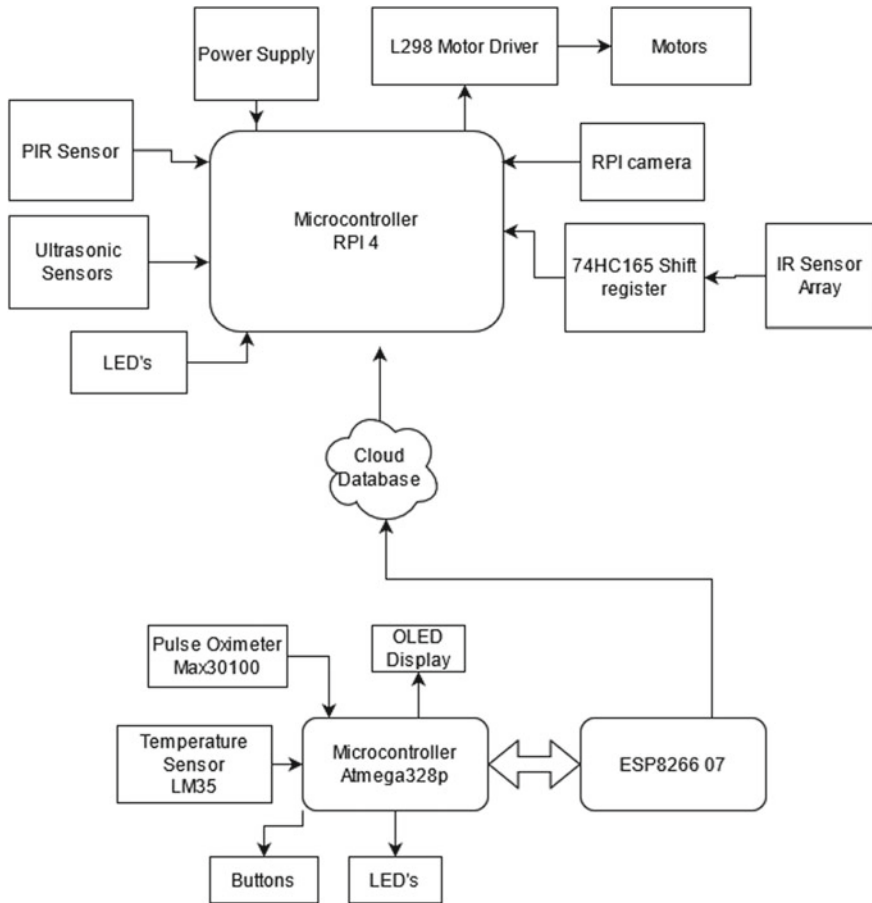 Power Supply
L298 Motor Driver
Motors
PIR Sensor
Microcontroller
RPI 4
RPI camera
Ultrasonic
Sensors
74HC165 Shift
register
IR Sensor
Array
LED's
Cloud
Database
Pulse Oximeter
Max30100
OLED
Display
Temperature
Sensor
LM35
Microcontroller
Atmega328p
ESP8266 07
Buttons
LED's